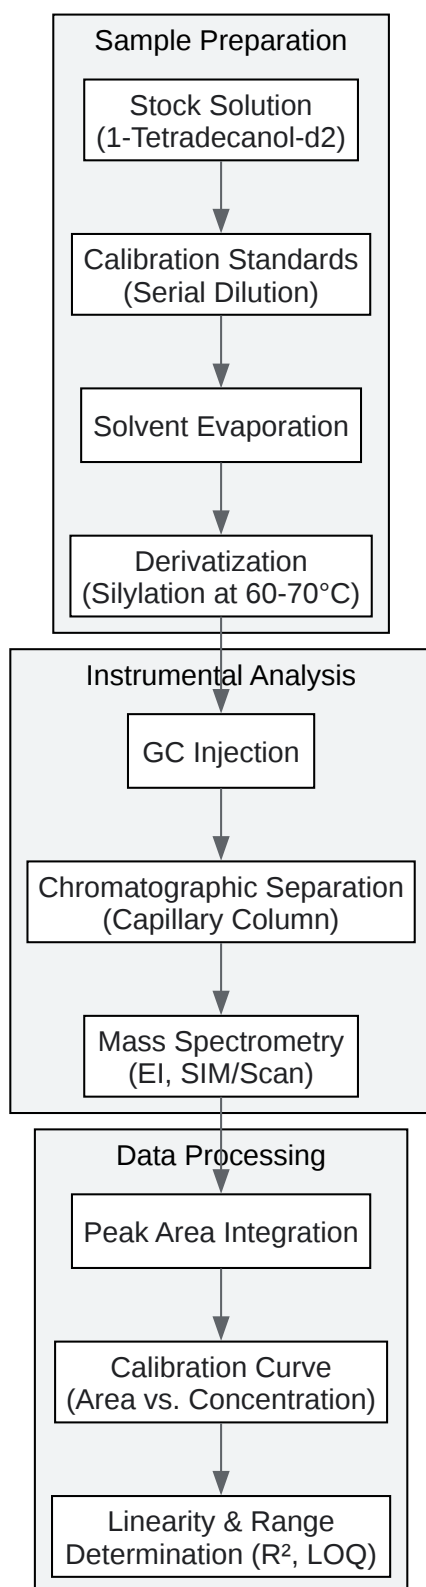 Sample Preparation
Stock Solution
(1-Tetradecanol-d2)
Calibration Standards
(Serial Dilution)
Solvent Evaporation
Derivatization
(Silylation at 60-70°C)
Instrumental Analysis
GC Injection
Chromatographic Separation
(Capillary Column)
Mass Spectrometry
(EI, SIM/Scan)
Data Processing
Peak Area Integration
Calibration Curve
(Area vs. Concentration)
Linearity & Range
Determination (R², LOQ)